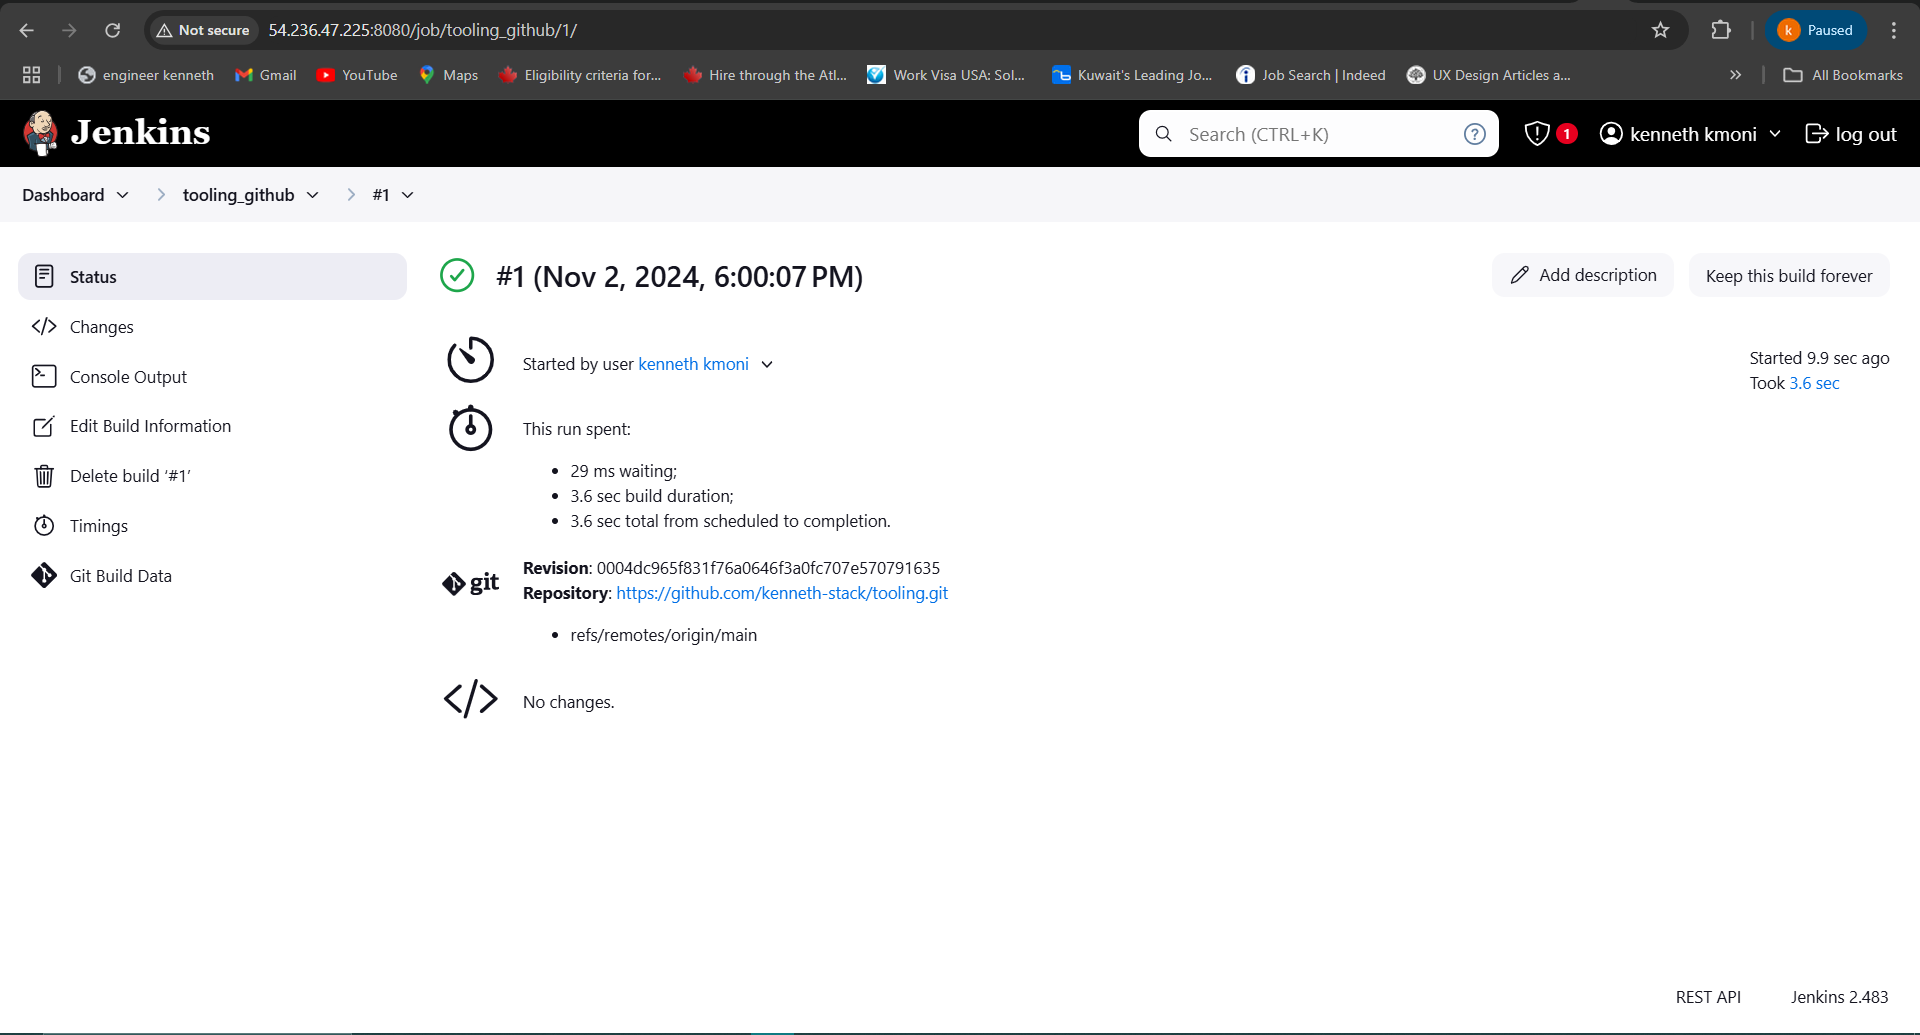 Not secure 54.236.47.225:8080/job/tooling_github/1/ k Paused
engineer kenneth Gmail YouTube Maps Eligibility criteria for... Hire through the Atl... Work Visa USA: Sol... Kuwait's Leading Jo... Job Search | Indeed UX Design Articles a... » All Bookmarks
Jenkins Search (CTRL+K) ? 1 kenneth kmoni log out
Dashboard tooling_github #1
Status
Changes
Console Output
Edit Build Information
Delete build ‘#1’
Timings
Git Build Data
#1 (Nov 2, 2024, 6:00:07 PM)
Add description
Keep this build forever
Started by user kenneth kmoni
Started 9.9 sec ago
Took 3.6 sec
This run spent:
• 29 ms waiting;
• 3.6 sec build duration;
• 3.6 sec total from scheduled to completion.
git
Revision: 0004dc965f831f76a0646f3a0fc707e570791635
Repository: https://github.com/kenneth-stack/tooling.git
• refs/remotes/origin/main
No changes.
REST API Jenkins 2.483